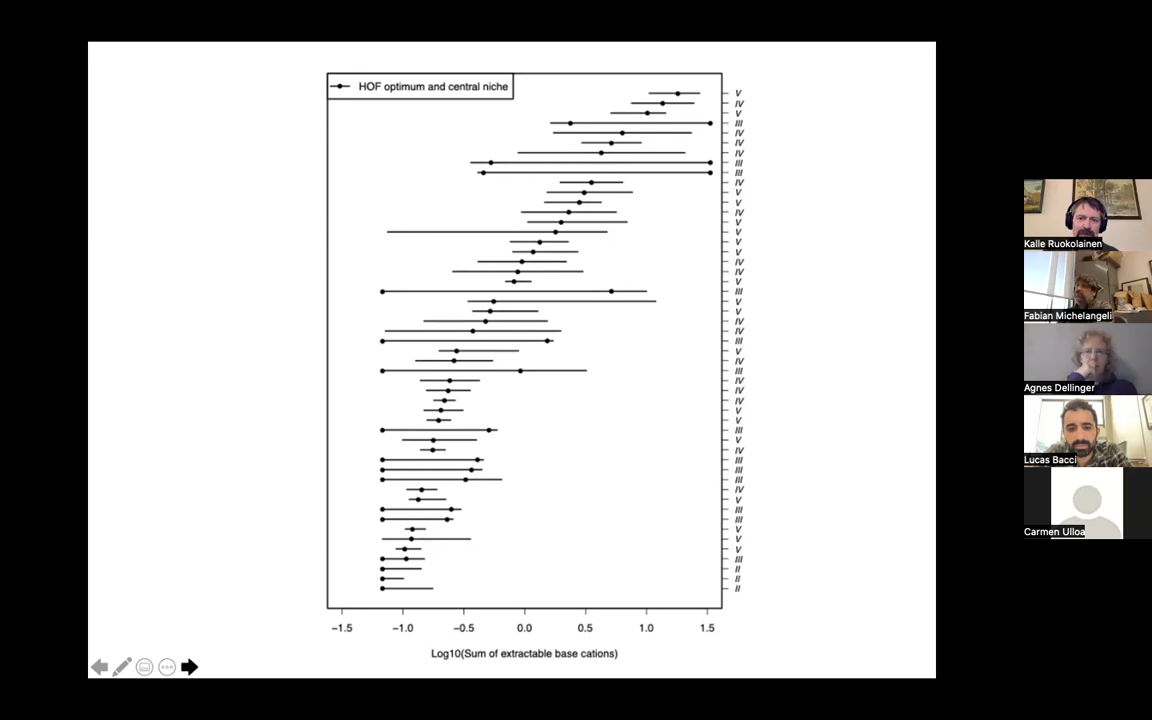 HOF optimum and central niche
V
IV
V
III
IV
IV
IV
III
III
IV
V
V
IV
V
V
V
V
IV
IV
V
III
V
V
IV
IV
III
V
IV
III
IV
IV
IV
V
V
III
V
IV
III
III
III
IV
V
III
III
V
V
V
III
II
II
II
−1.5 −1.0 −0.5 0.0 0.5 1.0 1.5
Log10(Sum of extractable base cations)
Kalle Ruokolainen
Fabian Michelangeli
Agnes Dellinger
Lucas Bacci
Carmen Ulloa